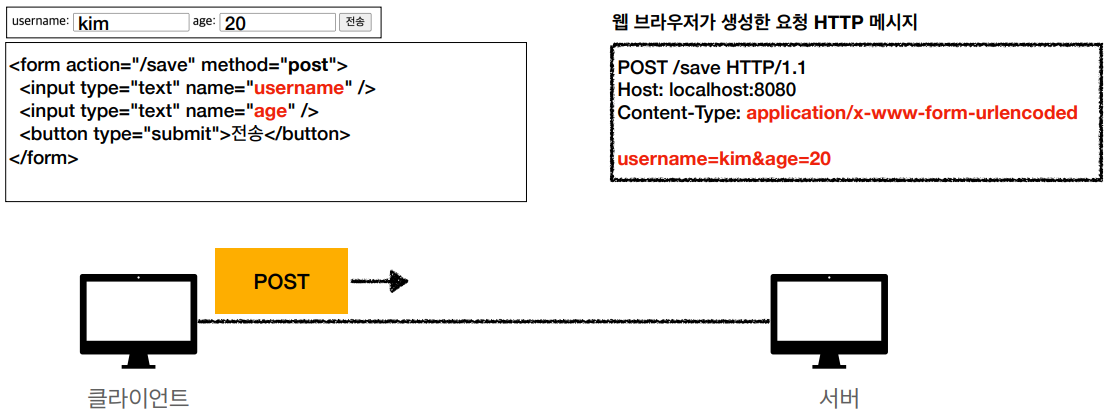 username: kim age: 20 전송
<form action="/save" method="post">
<input type="text" name="username" />
<input type="text" name="age" />
<button type="submit">전송</button>
</form>
웹 브라우저가 생성한 요청 HTTP 메시지
POST /save HTTP/1.1
Host: localhost:8080
Content-Type: application/x-www-form-urlencoded
username=kim&age=20
POST
클라이언트
서버